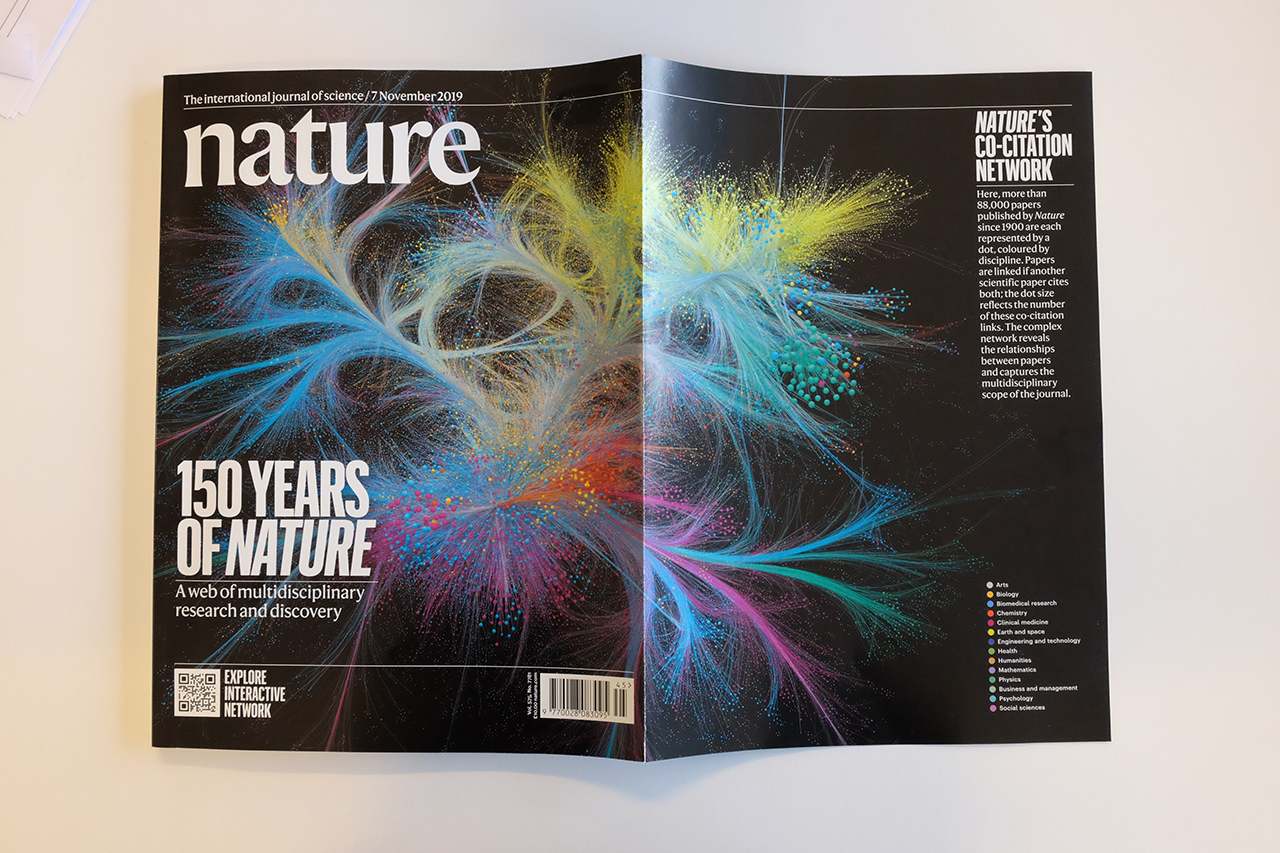 The international journal of science / 7 November 2019
nature
150 YEARS
OF NATURE
A web of multidisciplinary
research and discovery
EXPLORE
INTERACTIVE
NETWORK
Vol. 575, No. 7781
£10.00 nature.com
45>
9 770028 083095
NATURE'S
CO-CITATION
NETWORK
Here, more than
88,000 papers
published by Nature
since 1900 are each
represented by a
dot, coloured by
discipline. Papers
are linked if another
scientific paper cites
both; the dot size
reflects the number
of these co-citation
links. The complex
network reveals
the relationships
between papers
and captures the
multidisciplinary
scope of the journal.
Arts
Biology
Biomedical research
Chemistry
Clinical medicine
Earth and space
Engineering and technology
Health
Humanities
Mathematics
Physics
Business and management
Psychology
Social sciences